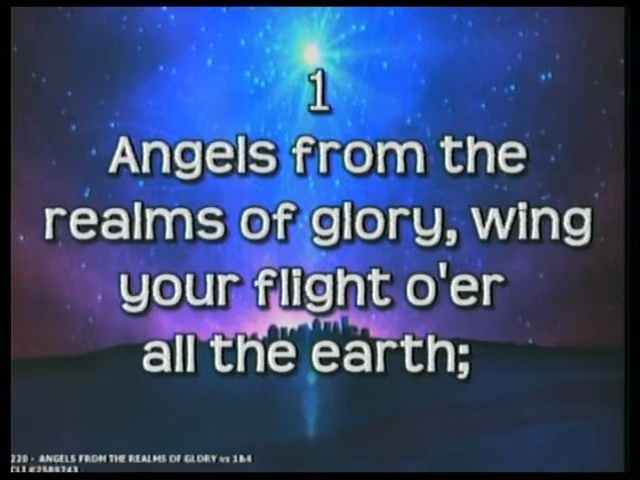 1
Angels from the
realms of glory, wing
your flight o'er
all the earth;
220 - ANGELS FROM THE REALMS OF GLORY vs 1&4